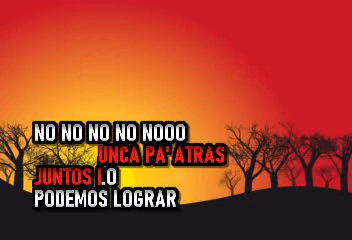 NO NO NO NO NOOO
UNCA PA' ATRAS
JUNTOS LO
PODEMOS LOGRAR